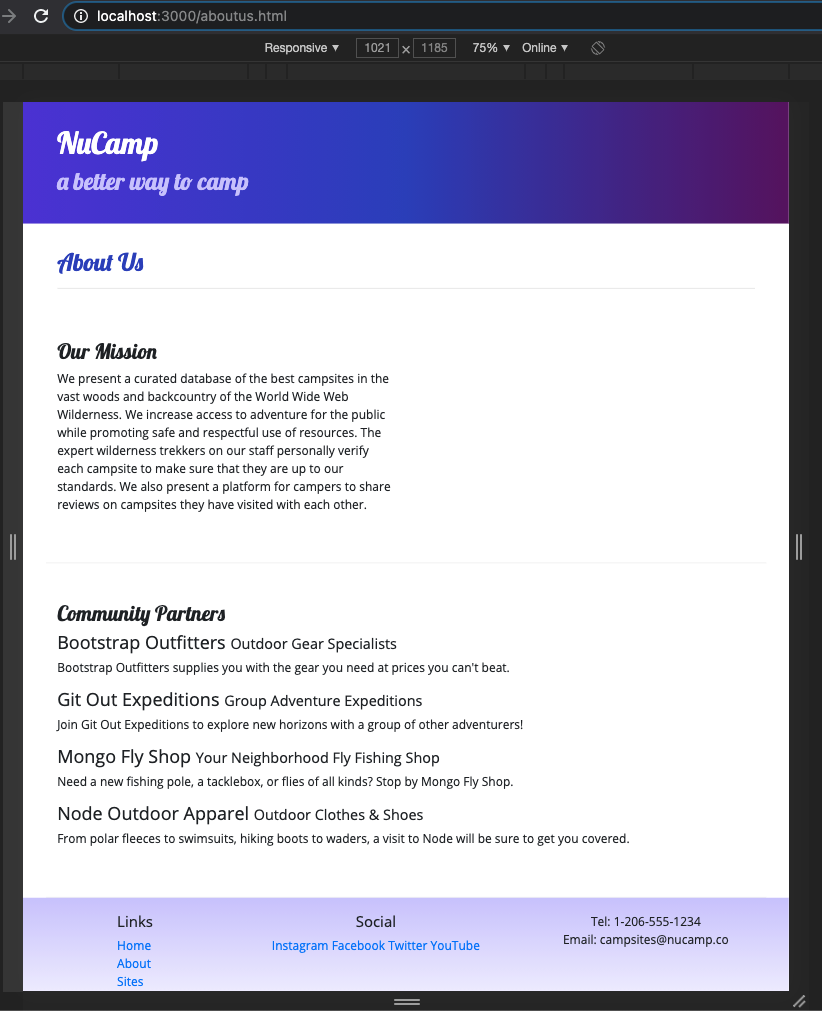 localhost:3000/aboutus.html
Responsive ▼ 1021 × 1185 75% ▼ Online ▼
NuCamp
a better way to camp
About Us
Our Mission
We present a curated database of the best campsites in the
vast woods and backcountry of the World Wide Web
Wilderness. We increase access to adventure for the public
while promoting safe and respectful use of resources. The
expert wilderness trekkers on our staff personally verify
each campsite to make sure that they are up to our
standards. We also present a platform for campers to share
reviews on campsites they have visited with each other.
Community Partners
Bootstrap Outfitters Outdoor Gear Specialists
Bootstrap Outfitters supplies you with the gear you need at prices you can't beat.
Git Out Expeditions Group Adventure Expeditions
Join Git Out Expeditions to explore new horizons with a group of other adventurers!
Mongo Fly Shop Your Neighborhood Fly Fishing Shop
Need a new fishing pole, a tacklebox, or flies of all kinds? Stop by Mongo Fly Shop.
Node Outdoor Apparel Outdoor Clothes & Shoes
From polar fleeces to swimsuits, hiking boots to waders, a visit to Node will be sure to get you covered.
Links
Home
About
Sites
Social
Instagram Facebook Twitter YouTube
Tel: 1-206-555-1234
Email: campsites@nucamp.co